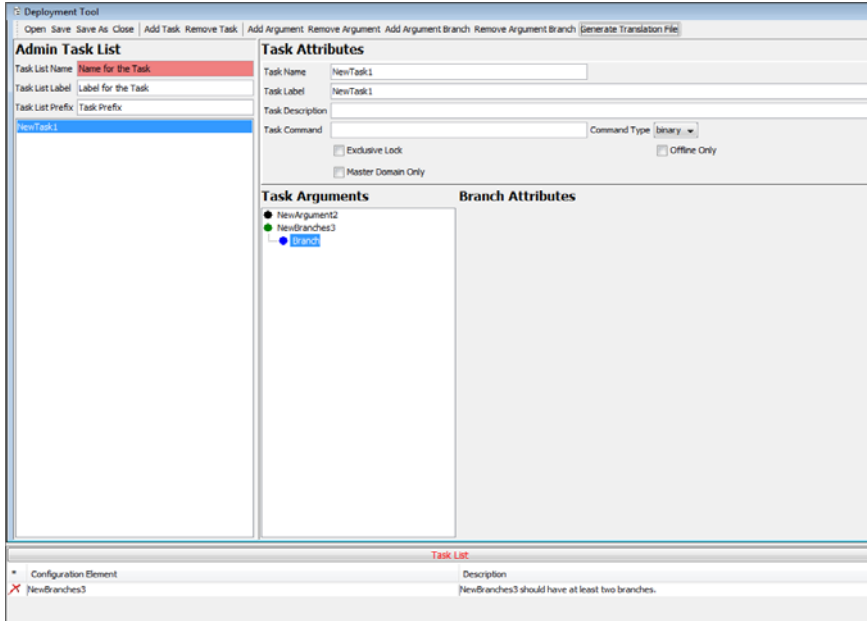 Deployment Tool
Open Save Save As Close Add Task Remove Task Add Argument Remove Argument Add Argument Branch Remove Argument Branch Generate Translation File
Admin Task List
Task List Name Name for the Task
Task List Label Label for the Task
Task List Prefix Task Prefix
NewTask1
Task Attributes
Task Name NewTask1
Task Label NewTask1
Task Description
Task Command Command Type binary
Exclusive Lock Offline Only
Master Domain Only
Task Arguments
NewArgument2
NewBranches3
Branch
Branch Attributes
Task List
* Configuration Element Description
NewBranches3 NewBranches3 should have at least two branches.